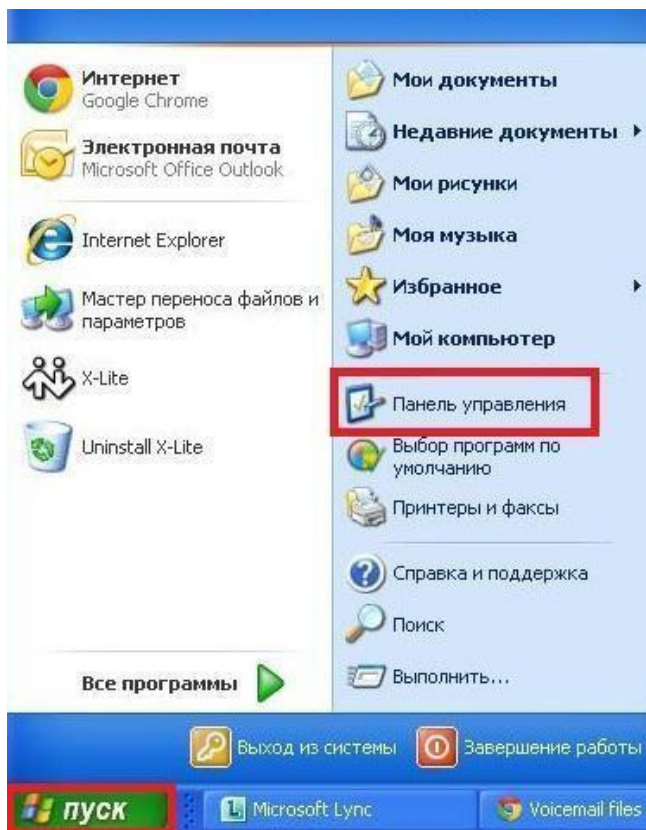 Интернет
Google Chrome
Электронная почта
Microsoft Office Outlook
Internet Explorer
Мастер переноса файлов и
параметров
X-Lite
Uninstall X-Lite
Все программы
Мои документы
Недавние документы
Мои рисунки
Моя музыка
Избранное
Мой компьютер
Панель управления
Выбор программ по
умолчанию
Принтеры и факсы
Справка и поддержка
Поиск
Выполнить...
Выход из системы
Завершение работы
пуск
Microsoft Lync
Voicemail files